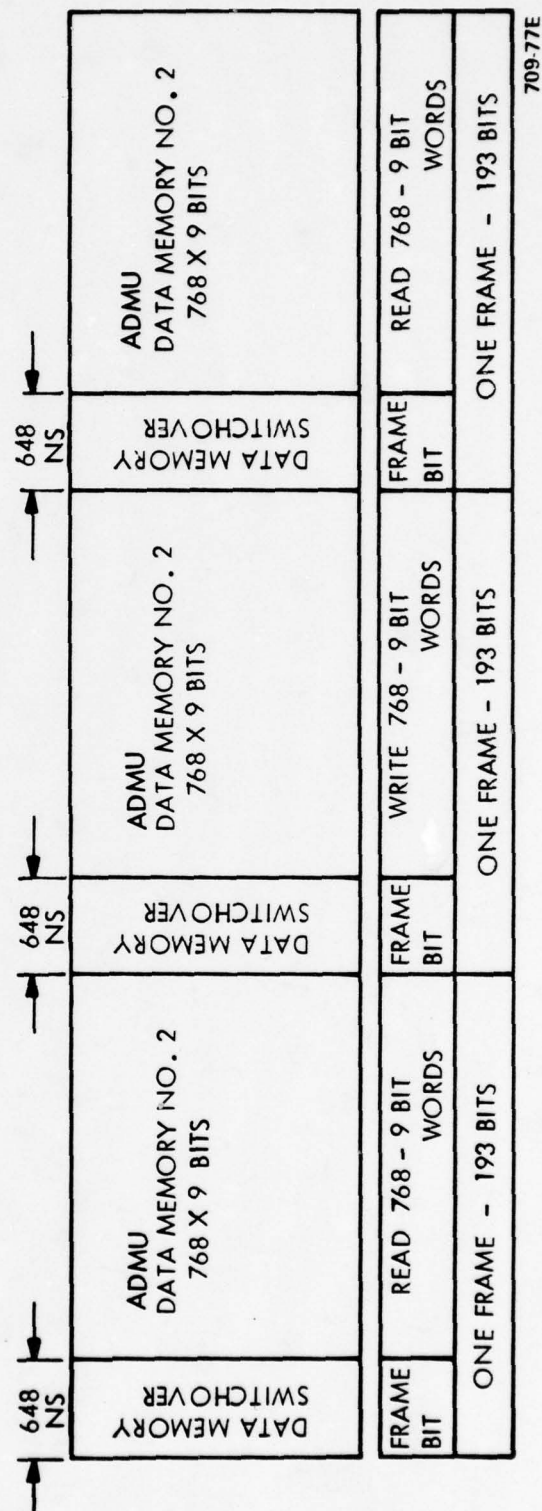 648
NS
648
NS
648
NS
DATA MEMORY
SWITCHOVER
ADMU
DATA MEMORY NO. 2
768 X 9 BITS
DATA MEMORY
SWITCHOVER
ADMU
DATA MEMORY NO. 2
768 X 9 BITS
DATA MEMORY
SWITCHOVER
ADMU
DATA MEMORY NO. 2
768 X 9 BITS
FRAME
BIT
READ 768 - 9 BIT
WORDS
FRAME
BIT
WRITE 768 - 9 BIT
WORDS
FRAME
BIT
READ 768 - 9 BIT
WORDS
ONE FRAME - 193 BITS
ONE FRAME - 193 BITS
ONE FRAME - 193 BITS
709-77E